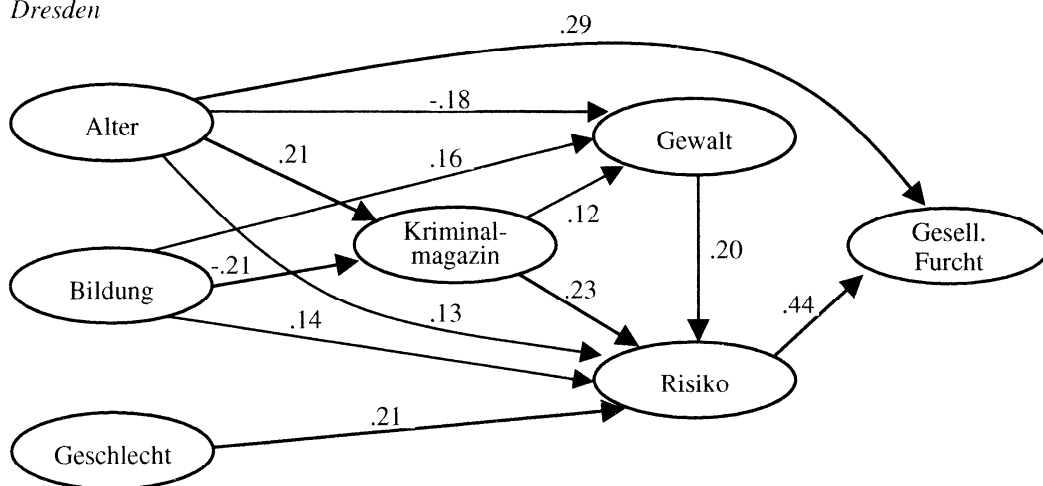 Dresden
.29
Alter
-.18
Gewalt
.21
.16
Kriminal-
magazin
.12
Gesell.
Furcht
.20
Bildung
-.21
.23
.14
.13
.44
Risiko
.21
Geschlecht